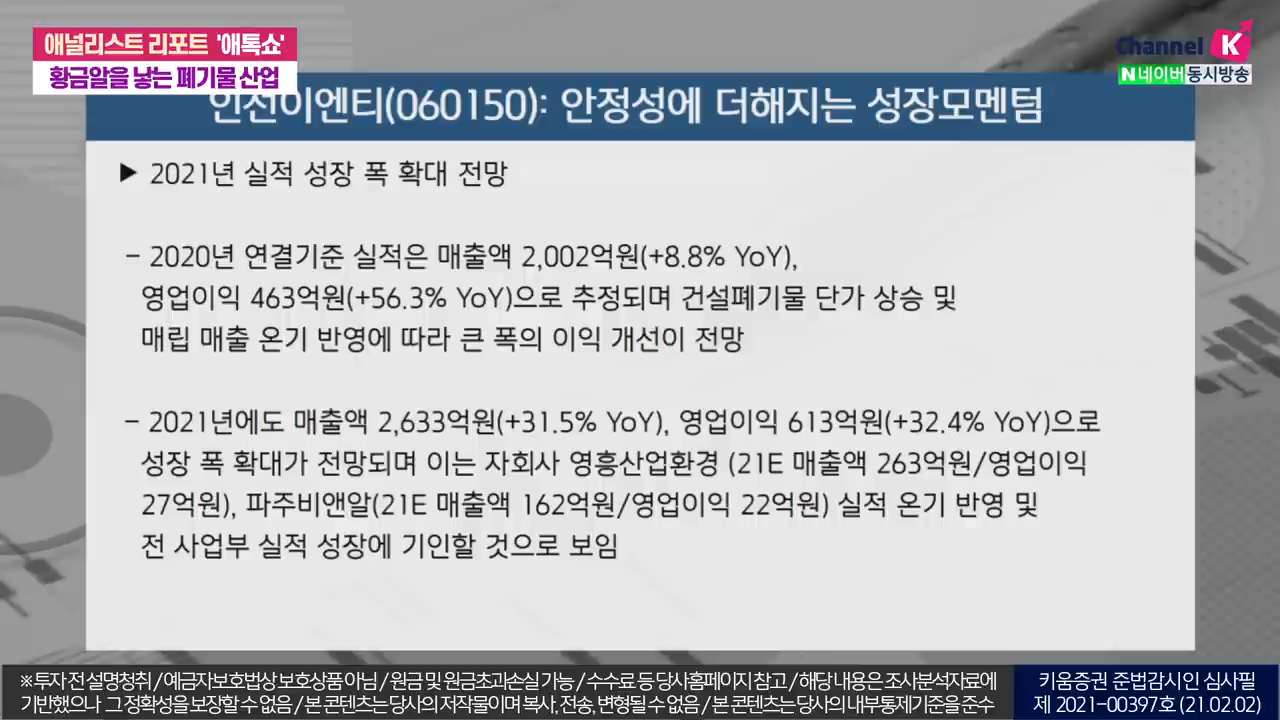 애널리스트 리포트 '애톡쇼'
황금알을 낳는 폐기물 산업
Channel K
N 네이버 동시방송
인선이엔티(060150): 안정성에 더해지는 성장모멘텀
▶ 2021년 실적 성장 폭 확대 전망
- 2020년 연결기준 실적은 매출액 2,002억원(+8.8% YoY),
영업이익 463억원(+56.3% YoY)으로 추정되며 건설폐기물 단가 상승 및
매립 매출 온기 반영에 따라 큰 폭의 이익 개선이 전망
- 2021년에도 매출액 2,633억원(+31.5% YoY), 영업이익 613억원(+32.4% YoY)으로
성장 폭 확대가 전망되며 이는 자회사 영흥산업환경 (21E 매출액 263억원/영업이익
27억원), 파주비앤알(21E 매출액 162억원/영업이익 22억원) 실적 온기 반영 및
전 사업부 실적 성장에 기인할 것으로 보임
※ 투자 전 설명청취 / 예금자보호법상 보호상품 아님 / 원금 및 원금초과손실 가능 / 수수료 등 당사홈페이지 참고 / 해당 내용은 조사분석자료에
기반했으나 그 정확성을 보장할 수 없음 / 본 콘텐츠는 당사의 저작물이며 복사, 전송, 변형될 수 없음 / 본 콘텐츠는 당사의 내부통제기준을 준수
키움증권 준법감시인 심사필
제 2021-00397호 (21.02.02)